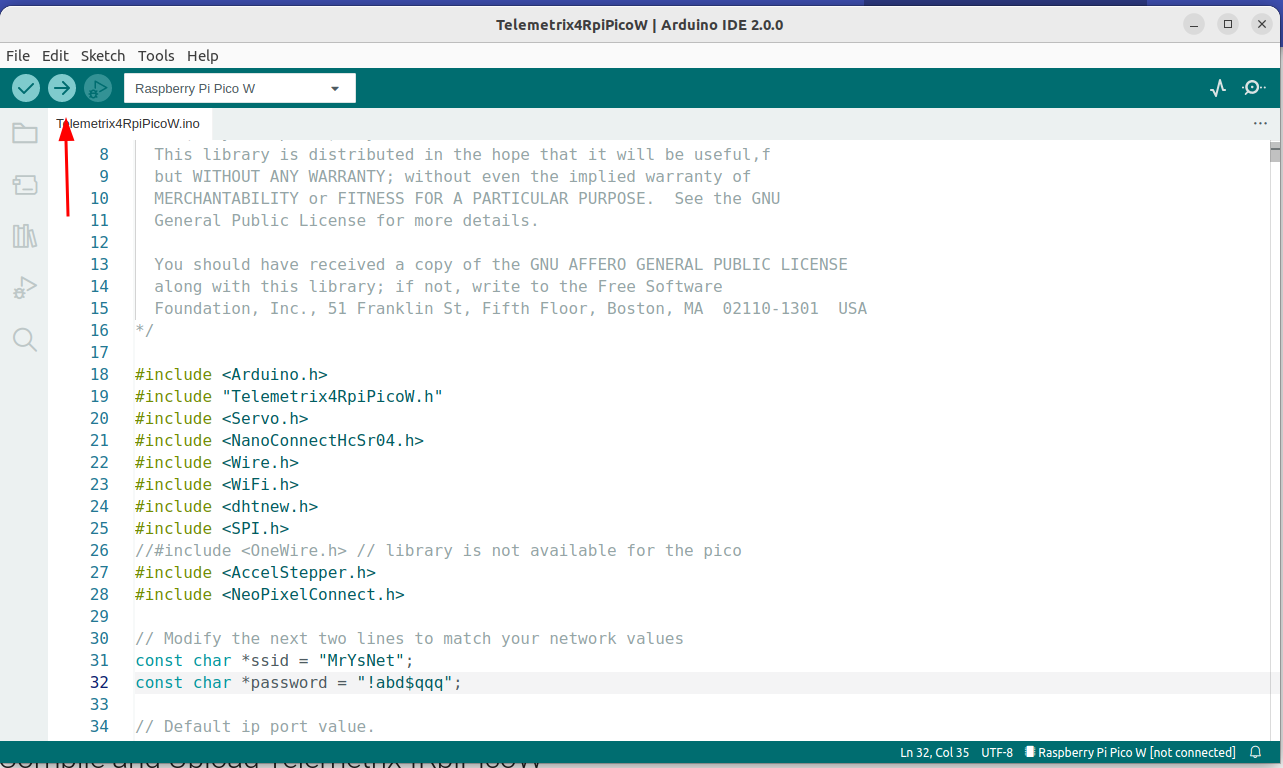 Telemetrix4RpiPicoW | Arduino IDE 2.0.0
File Edit Sketch Tools Help
Raspberry Pi Pico W
Telemetrix4RpiPicoW.ino
8 This library is distributed in the hope that it will be useful,f
9 but WITHOUT ANY WARRANTY; without even the implied warranty of
10 MERCHANTABILITY or FITNESS FOR A PARTICULAR PURPOSE.  See the GNU
11 General Public License for more details.
12
13 You should have received a copy of the GNU AFFERO GENERAL PUBLIC LICENSE
14 along with this library; if not, write to the Free Software
15 Foundation, Inc., 51 Franklin St, Fifth Floor, Boston, MA  02110-1301  USA
16 */
17
18 #include <Arduino.h>
19 #include "Telemetrix4RpiPicoW.h"
20 #include <Servo.h>
21 #include <NanoConnectHcSr04.h>
22 #include <Wire.h>
23 #include <WiFi.h>
24 #include <dhtnew.h>
25 #include <SPI.h>
26 //#include <OneWire.h> // library is not available for the pico
27 #include <AccelStepper.h>
28 #include <NeoPixelConnect.h>
29
30 // Modify the next two lines to match your network values
31 const char *ssid = "MrYsNet";
32 const char *password = "!abd$qqq";
33
34 // Default ip port value.
Ln 32, Col 35 UTF-8 Raspberry Pi Pico W [not connected]